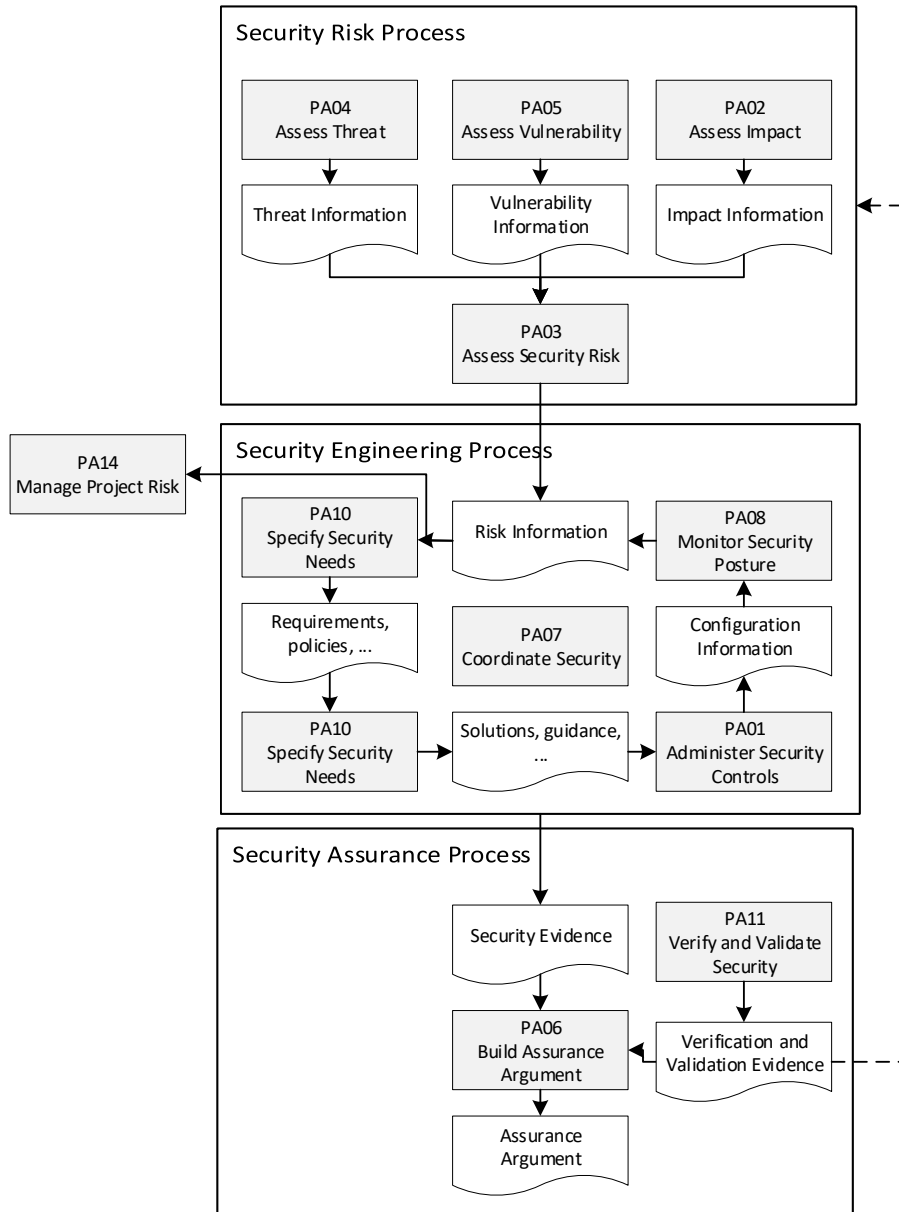 Security Risk Process
PA04
Assess Threat
PA05
Assess Vulnerability
PA02
Assess Impact
Threat Information
Vulnerability
Information
Impact Information
PA03
Assess Security Risk
Security Engineering Process
PA14
Manage Project Risk
PA10
Specify Security
Needs
Risk Information
PA08
Monitor Security
Posture
Requirements,
policies, ...
PA07
Coordinate Security
Configuration
Information
PA10
Specify Security
Needs
Solutions, guidance,
...
PA01
Administer Security
Controls
Security Assurance Process
Security Evidence
PA11
Verify and Validate
Security
PA06
Build Assurance
Argument
Verification and
Validation Evidence
Assurance
Argument